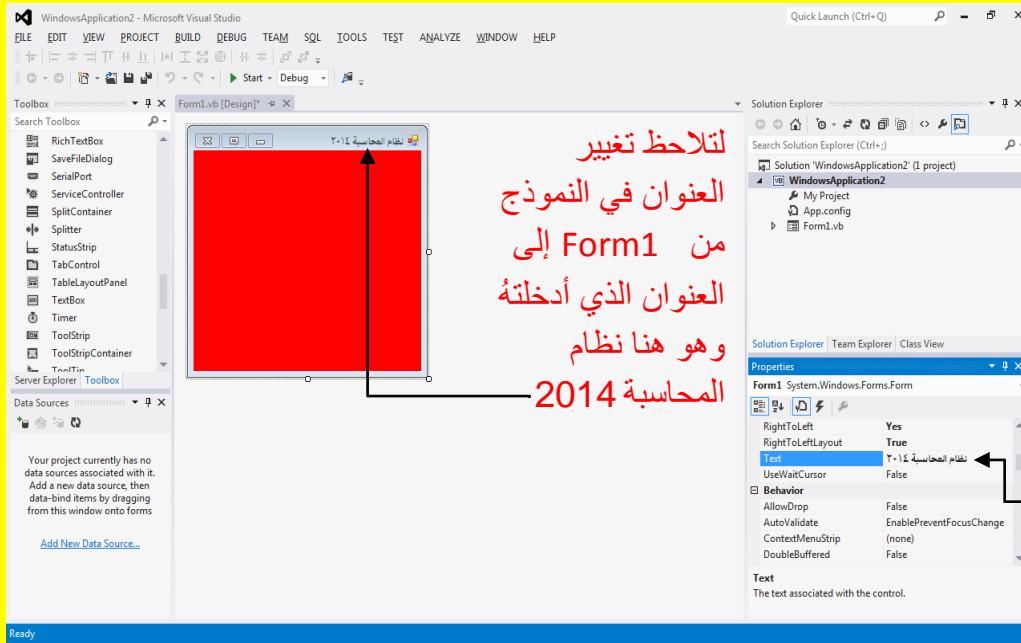 WindowsApplication2 - Microsoft Visual Studio
Quick Launch (Ctrl+Q)
FILE EDIT VIEW PROJECT BUILD DEBUG TEAM SQL TOOLS TEST ANALYZE WINDOW HELP
Start Debug
Toolbox
Search Toolbox
RichTextBox
SaveFileDialog
SerialPort
ServiceController
SplitContainer
Splitter
StatusStrip
TabControl
TableLayoutPanel
TextBox
Timer
ToolStrip
ToolStripContainer
ToolTip
Server Explorer Toolbox
Data Sources
Your project currently has no
data sources associated with it.
Add a new data source, then
data-bind items by dragging
from this window onto forms
Add New Data Source...
Form1.vb [Design]*
نظام المحاسبة ٢٠١٤
لتلاحظ تغيير
العنوان في النموذج
من Form1 إلى
العنوان الذي أدخلتهُ
وهو هنا نظام
المحاسبة 2014
Solution Explorer
Search Solution Explorer (Ctrl+;)
Solution 'WindowsApplication2' (1 project)
WindowsApplication2
My Project
App.config
Form1.vb
Solution Explorer Team Explorer Class View
Properties
Form1 System.Windows.Forms.Form
RightToLeft Yes
RightToLeftLayout True
Text نظام المحاسبة ٢٠١٤
UseWaitCursor False
Behavior
AllowDrop False
AutoValidate EnablePreventFocusChange
ContextMenuStrip (none)
DoubleBuffered False
Text
The text associated with the control.
Ready